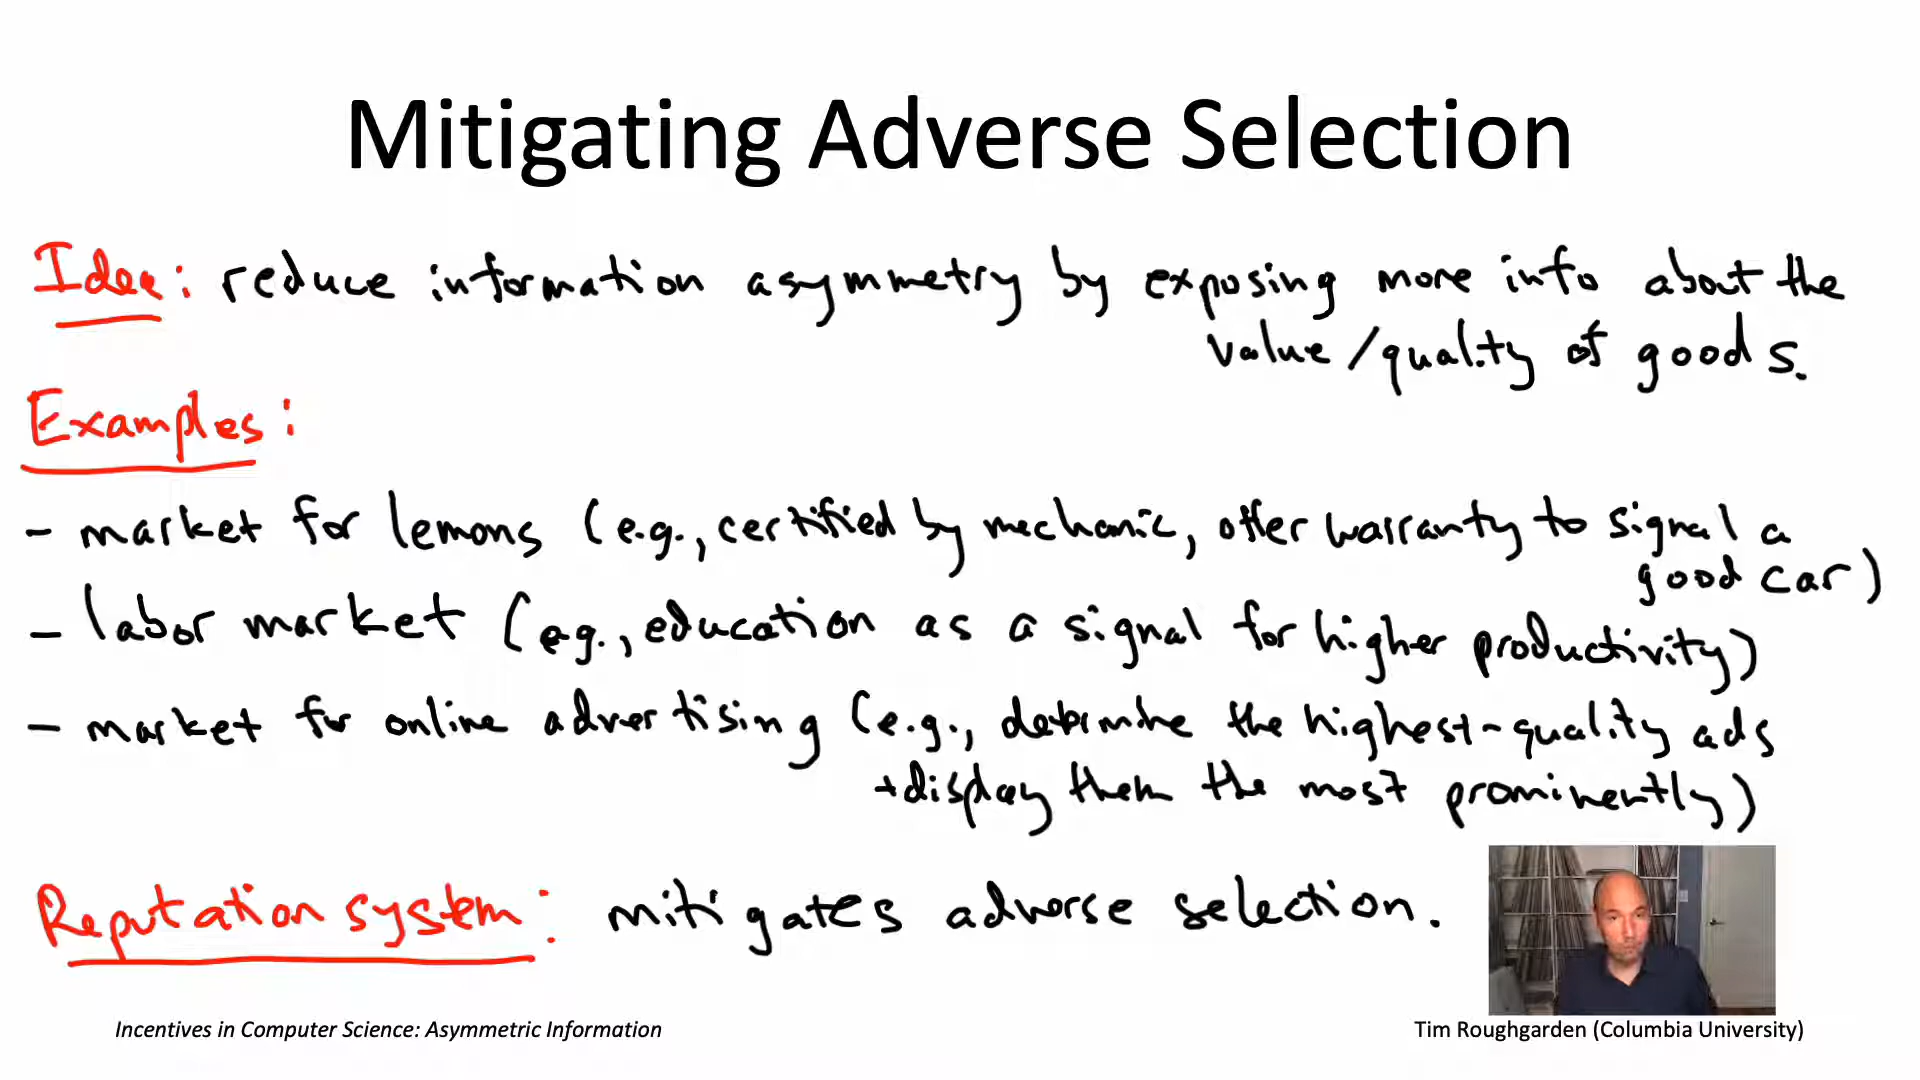 Mitigating Adverse Selection
Idea: reduce information asymmetry by exposing more info about the
value/quality of goods.
Examples:
- market for lemons (e.g., certified by mechanic, offer warranty to signal a
good car)
- labor market (e.g., education as a signal for higher productivity)
- market for online advertising (e.g., determine the highest-quality ads
+ display them the most prominently)
Reputation system: mitigates adverse selection.
Incentives in Computer Science: Asymmetric Information
Tim Roughgarden (Columbia University)